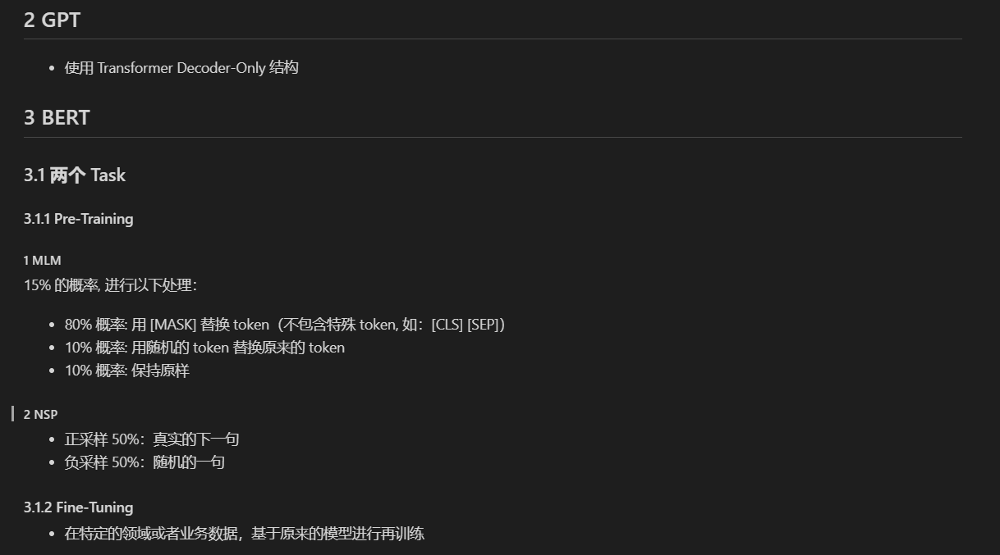 2 GPT
使用 Transformer Decoder-Only 结构
3 BERT
3.1 两个 Task
3.1.1 Pre-Training
1 MLM
15% 的概率, 进行以下处理：
80% 概率: 用 [MASK] 替换 token（不包含特殊 token, 如：[CLS] [SEP]）
10% 概率: 用随机的 token 替换原来的 token
10% 概率: 保持原样
2 NSP
正采样 50%：真实的下一句
负采样 50%：随机的一句
3.1.2 Fine-Tuning
在特定的领域或者业务数据，基于原来的模型进行再训练